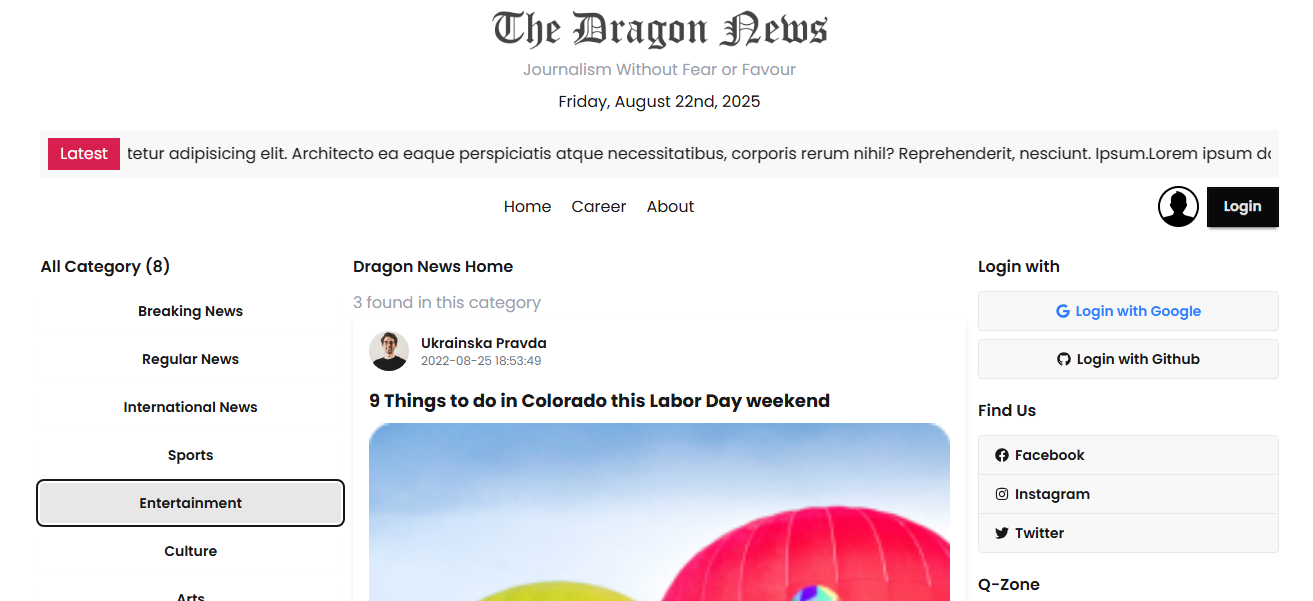 The Dragon News
Journalism Without Fear or Favour
Friday, August 22nd, 2025
Latest
tetur adipisicing elit. Architecto ea eaque perspiciatis atque necessitatibus, corporis rerum nihil? Reprehenderit, nesciunt. Ipsum.Lorem ipsum
Home Career About
Login
All Category (8)
Breaking News
Regular News
International News
Sports
Entertainment
Culture
Arts
Dragon News Home
3 found in this category
Ukrainska Pravda
2022-08-25 18:53:49
9 Things to do in Colorado this Labor Day weekend
Login with
Login with Google
Login with Github
Find Us
Facebook
Instagram
Twitter
Q-Zone